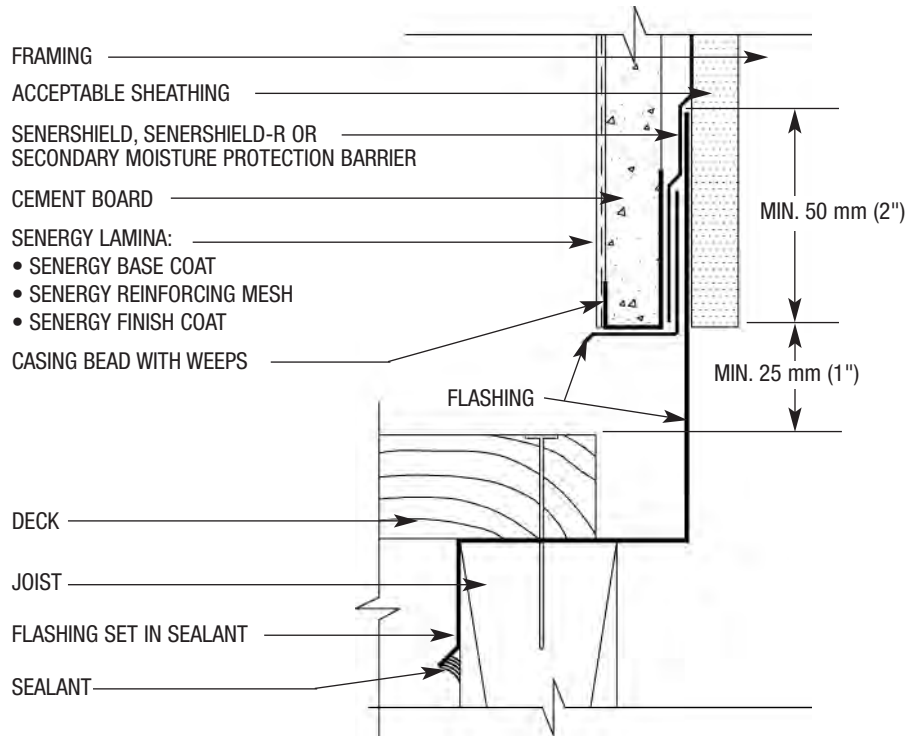 FRAMING
ACCEPTABLE SHEATHING
SENERSHIELD, SENERSHIELD-R OR
SECONDARY MOISTURE PROTECTION BARRIER
CEMENT BOARD
SENERGY LAMINA:
• SENERGY BASE COAT
• SENERGY REINFORCING MESH
• SENERGY FINISH COAT
CASING BEAD WITH WEEPS
MIN. 50 mm (2")
MIN. 25 mm (1")
FLASHING
DECK
JOIST
FLASHING SET IN SEALANT
SEALANT